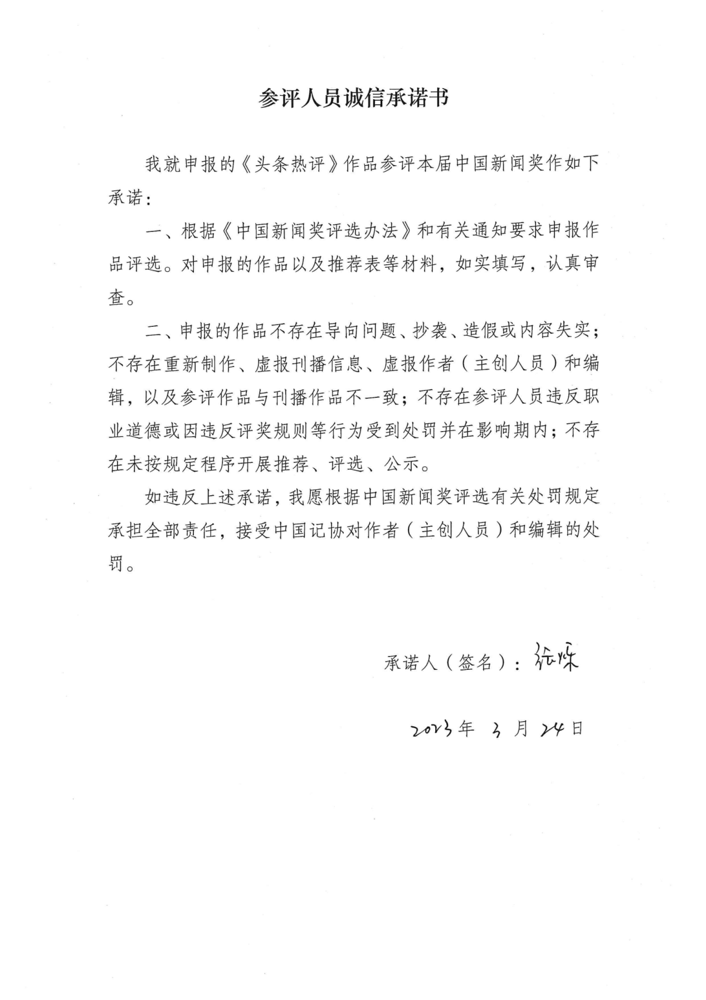 参评人员诚信承诺书
我就申报的《头条热评》作品参评本届中国新闻奖作如下
承诺：
一、根据《中国新闻奖评选办法》和有关通知要求申报作
品评选。对申报的作品以及推荐表等材料，如实填写，认真审
查。
二、申报的作品不存在导向问题、抄袭、造假或内容失实；
不存在重新制作、虚报刊播信息、虚报作者（主创人员）和编
辑，以及参评作品与刊播作品不一致；不存在参评人员违反职
业道德或因违反评奖规则等行为受到处罚并在影响期内；不存
在未按规定程序开展推荐、评选、公示。
如违反上述承诺，我愿根据中国新闻奖评选有关处罚规定
承担全部责任，接受中国记协对作者（主创人员）和编辑的处
罚。
承诺人（签名）：张烁
2023年 3 月 24日